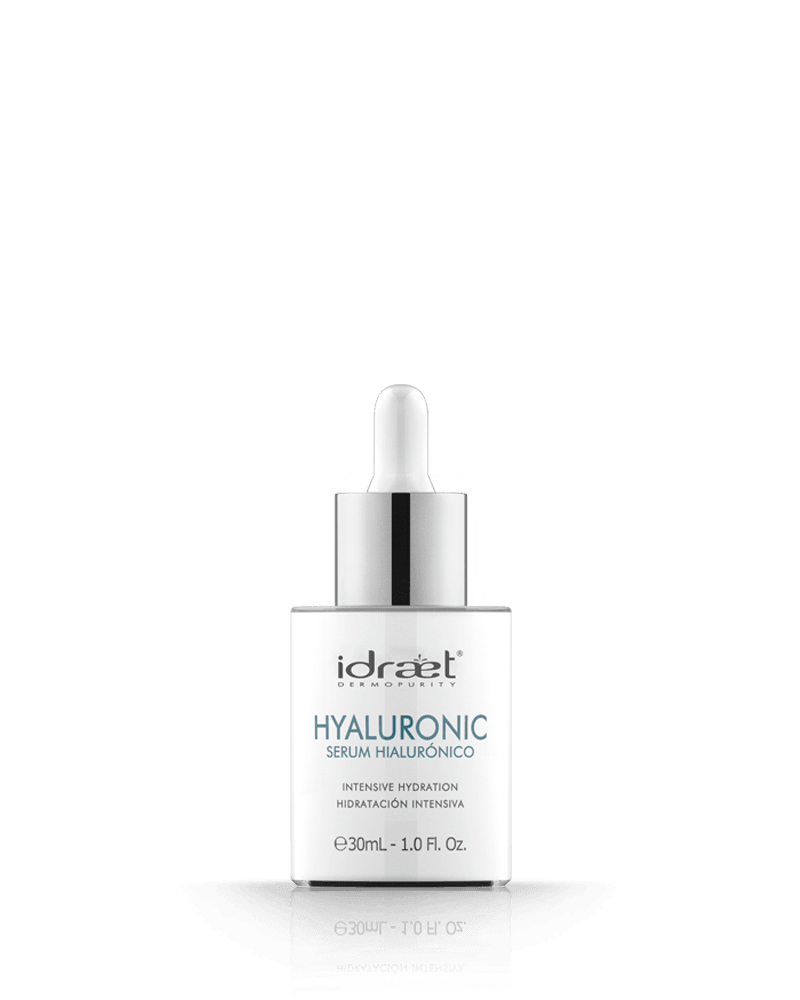 idraet®
DERMOPURITY
HYALURONIC
SERUM HIALURÓNICO
INTENSIVE HYDRATION
HIDRATACIÓN INTENSIVA
℮30mL - 1.0 Fl. Oz.